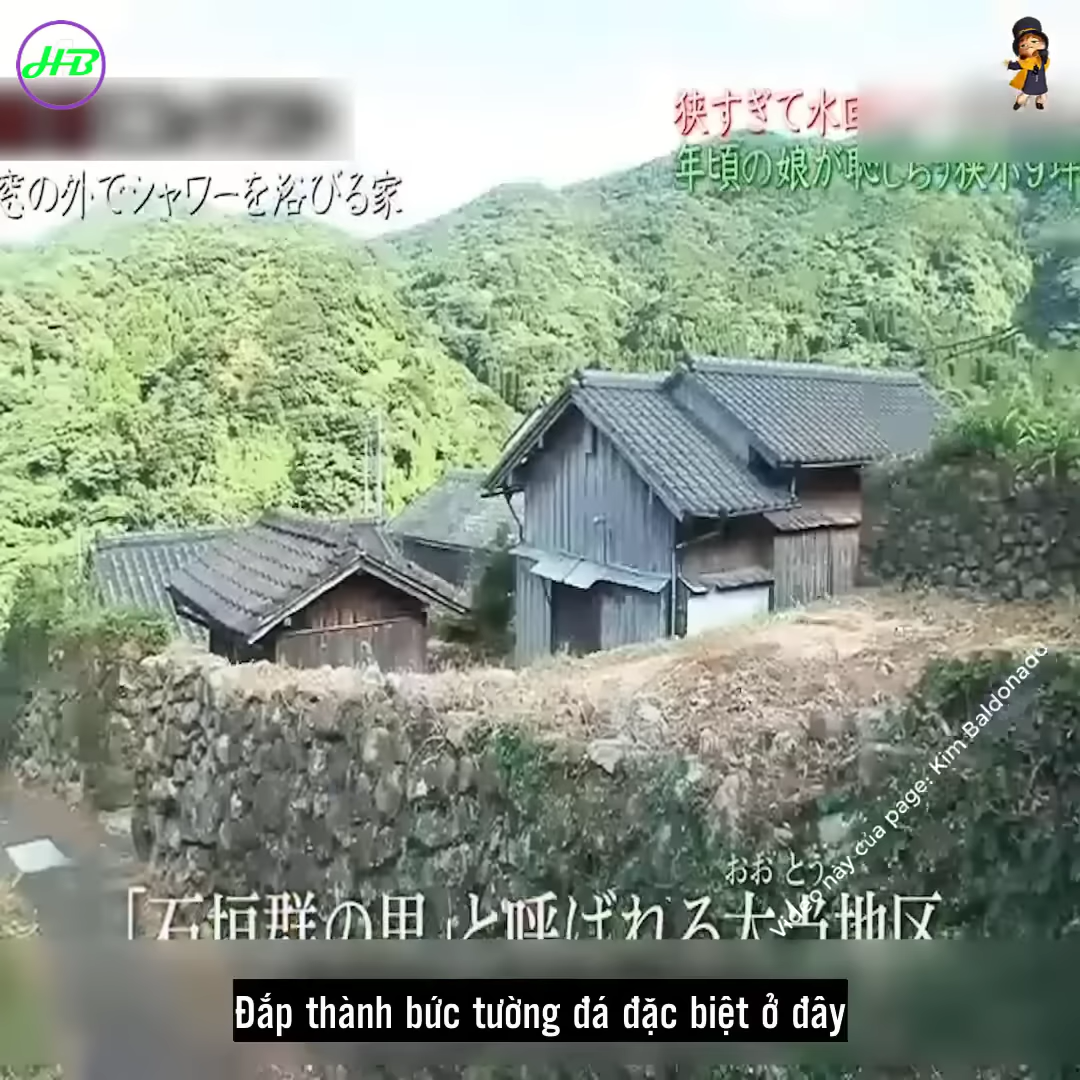 HB
狭すぎて水回
窓の外でシャワーを浴びる家
年頃の娘が恥じらう狭小9坪
おお とう
「石垣群の里」と呼ばれる大当地区
video này của page: Kim Baldonado
Đắp thành bức tường đá đặc biệt ở đây